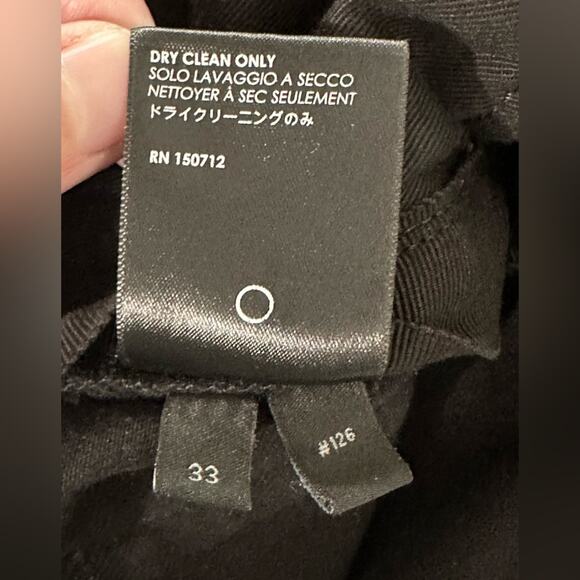 DRY CLEAN ONLY
SOLO LAVAGGIO A SECCO
NETTOYER À SEC SEULEMENT
ドライクリーニングのみ
RN 150712
33
#126